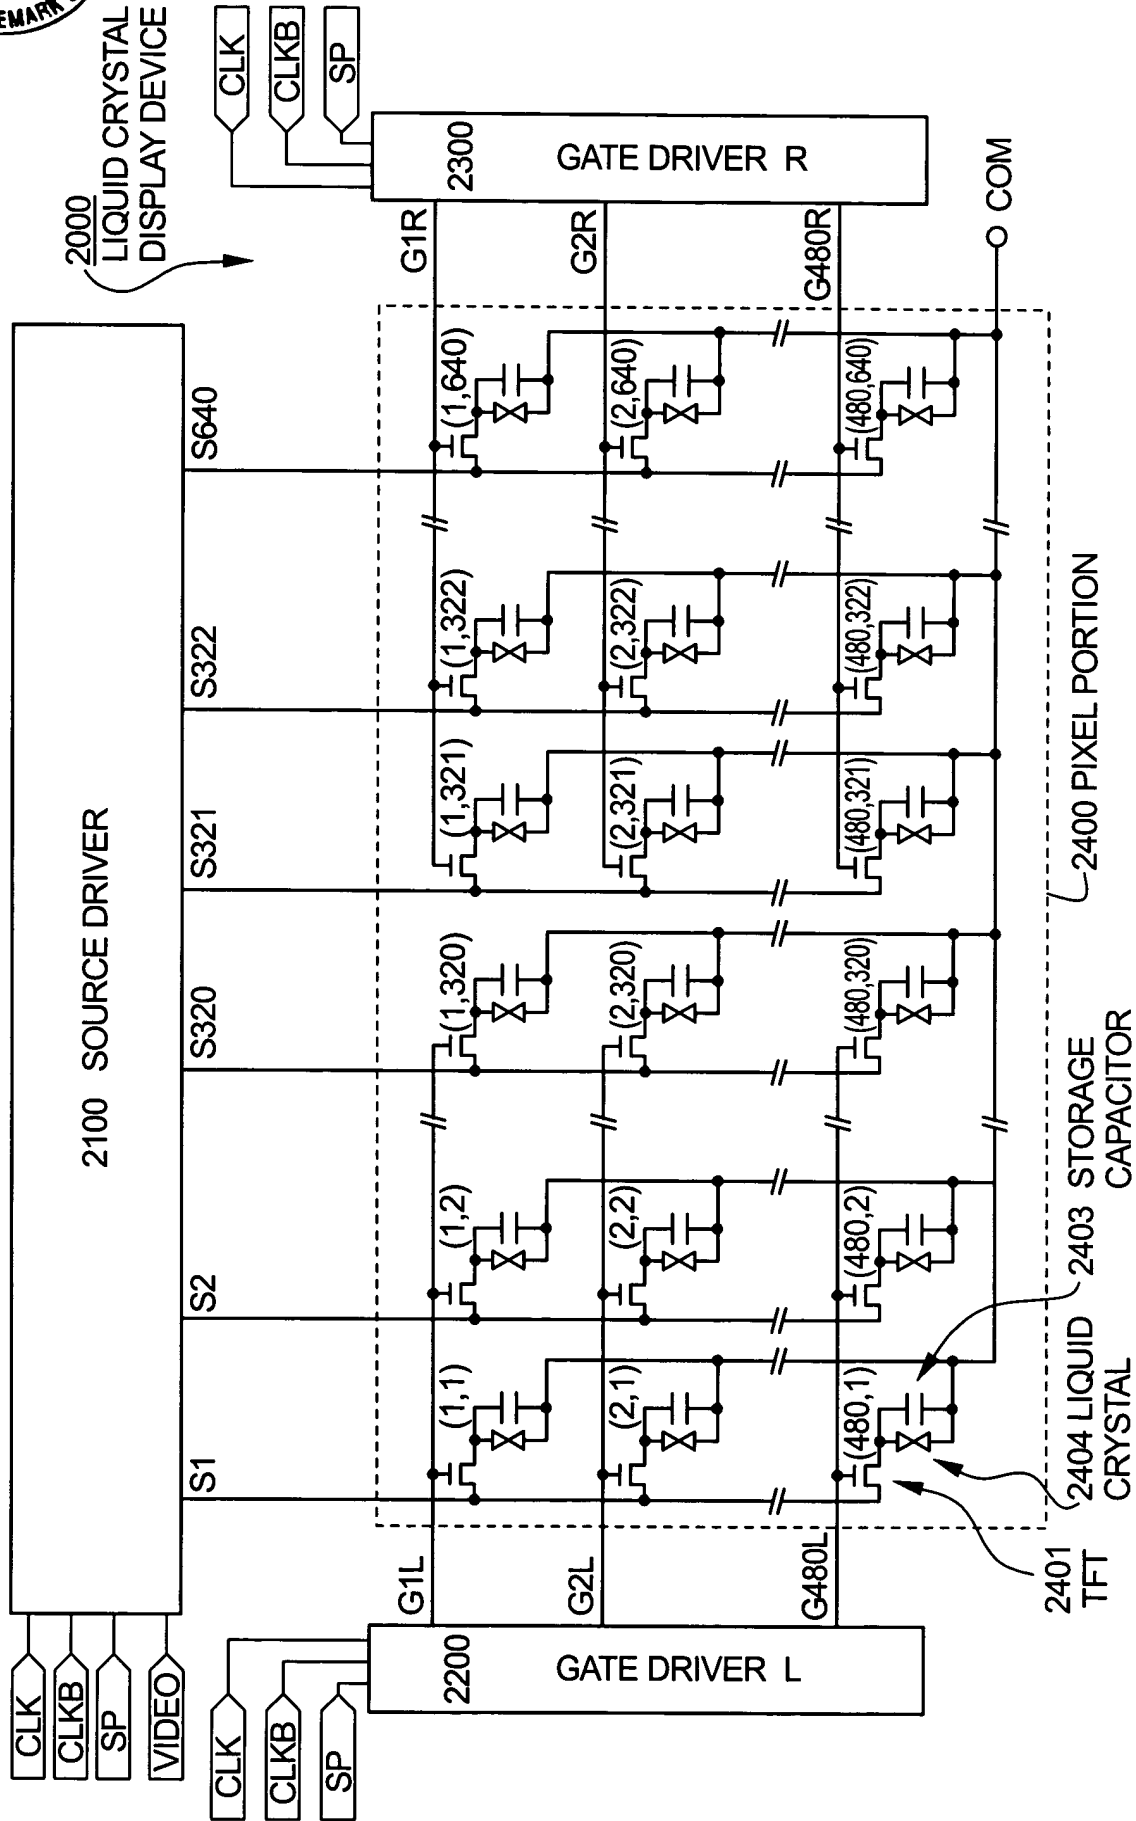 EMARK
2000
LIQUID CRYSTAL
DISPLAY DEVICE
2100 SOURCE DRIVER
CLK
CLKB
SP
VIDEO
S1
S2
S320
S321
S322
S640
CLK
CLKB
SP
CLK
CLKB
SP
2200
GATE DRIVER L
2300
GATE DRIVER R
G1L
(1,1)
(1,2)
(1,320)
(1,321)
(1,322)
(1,640)
G1R
G2L
(2,1)
(2,2)
(2,320)
(2,321)
(2,322)
(2,640)
G2R
G480L
(480,1)
(480,2)
(480,320)
(480,321)
(480,322)
(480,640)
G480R
COM
2401
TFT
2404 LIQUID
CRYSTAL
2403 STORAGE
CAPACITOR
2400 PIXEL PORTION